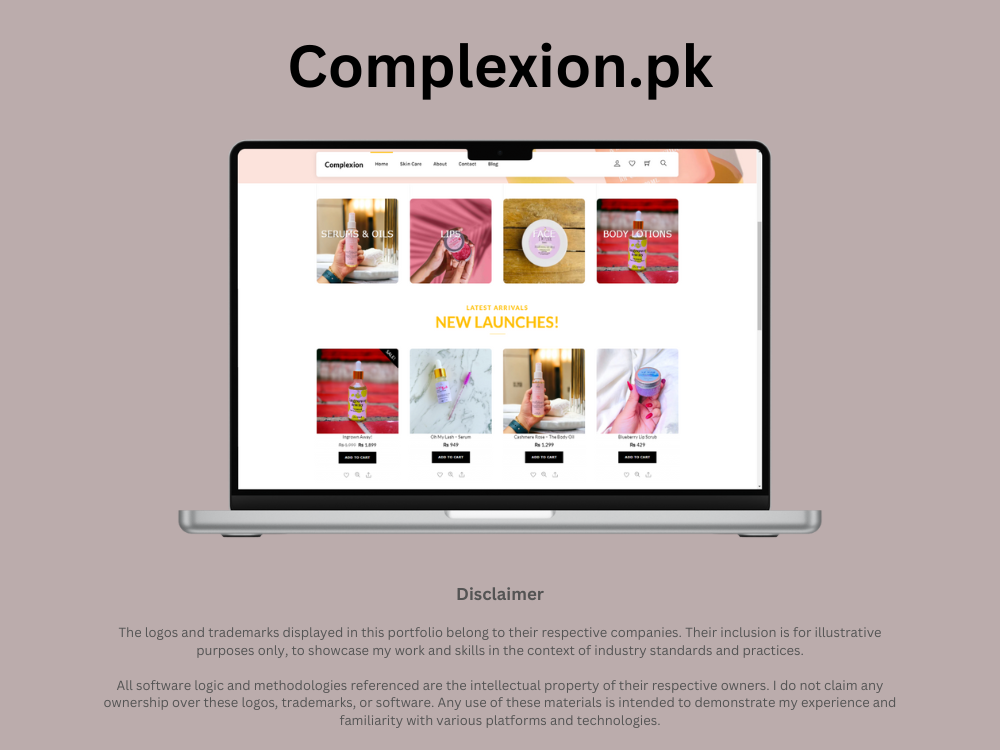 Complexion.pk
Complexion Home Skin Care About Contact Blog
SERUMS & OILS LIPS FACE BODY LOTIONS
LATEST ARRIVALS
NEW LAUNCHES!
SALE!
Ingrown Away! Oh My Lash – Serum Cashmere Rose – The Body Oil Blueberry Lip Scrub
₨ 1,899 ₨ 949 ₨ 1,299 ₨ 429
ADD TO CART ADD TO CART ADD TO CART ADD TO CART
Disclaimer
The logos and trademarks displayed in this portfolio belong to their respective companies. Their inclusion is for illustrative
purposes only, to showcase my work and skills in the context of industry standards and practices.
All software logic and methodologies referenced are the intellectual property of their respective owners. I do not claim any
ownership over these logos, trademarks, or software. Any use of these materials is intended to demonstrate my experience and
familiarity with various platforms and technologies.